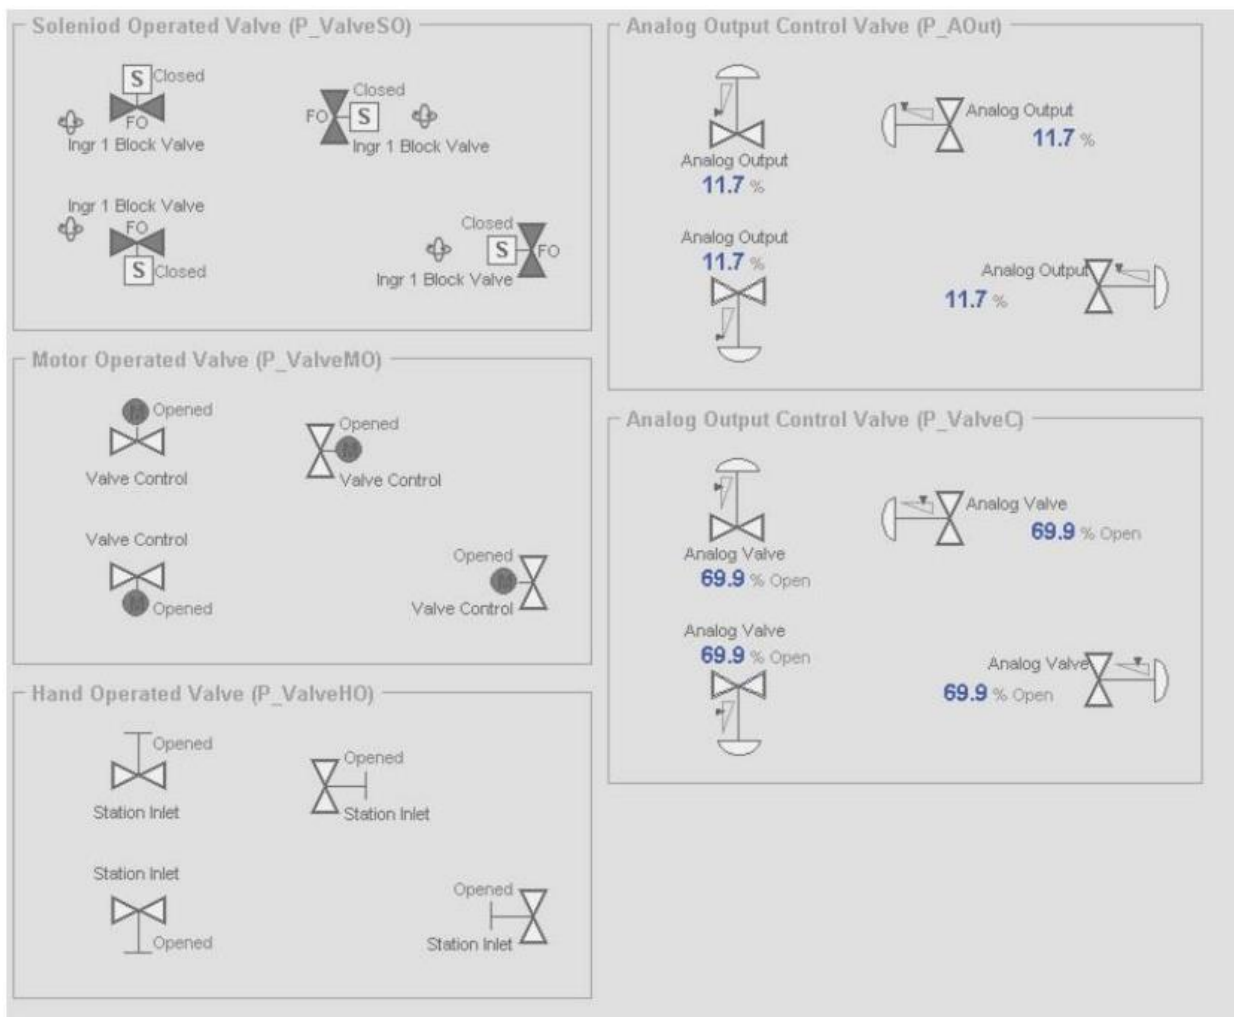 Soleniod Operated Valve (P_ValveSO)
S Closed
FO
Ingr 1 Block Valve
Closed
FO S
Ingr 1 Block Valve
Ingr 1 Block Valve
FO
S Closed
Closed
S FO
Ingr 1 Block Valve
Motor Operated Valve (P_ValveMO)
M Opened
Valve Control
Opened
M
Valve Control
Valve Control
M Opened
Opened
M
Valve Control
Hand Operated Valve (P_ValveHO)
Opened
Station Inlet
Opened
Station Inlet
Station Inlet
Opened
Opened
Station Inlet
Analog Output Control Valve (P_AOut)
Analog Output
11.7 %
Analog Output
11.7 %
Analog Output
11.7 %
Analog Output
11.7 %
Analog Output Control Valve (P_ValveC)
Analog Valve
69.9 % Open
Analog Valve
69.9 % Open
Analog Valve
69.9 % Open
Analog Valve
69.9 % Open